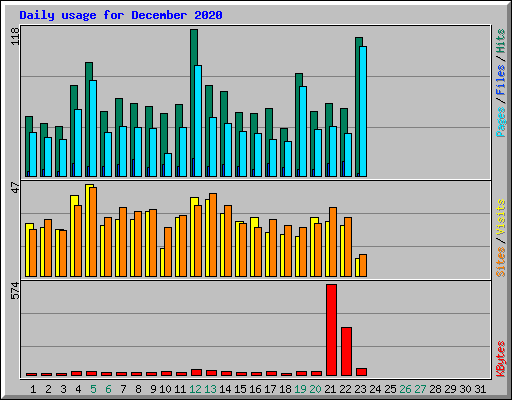 Daily usage for December 2020
118
47
574
Pages / Files / Hits
Sites / Visits
KBytes
1 2 3 4 5 6 7 8 9 10 11 12 13 14 15 16 17 18 19 20 21 22 23 24 25 26 27 28 29 30 31